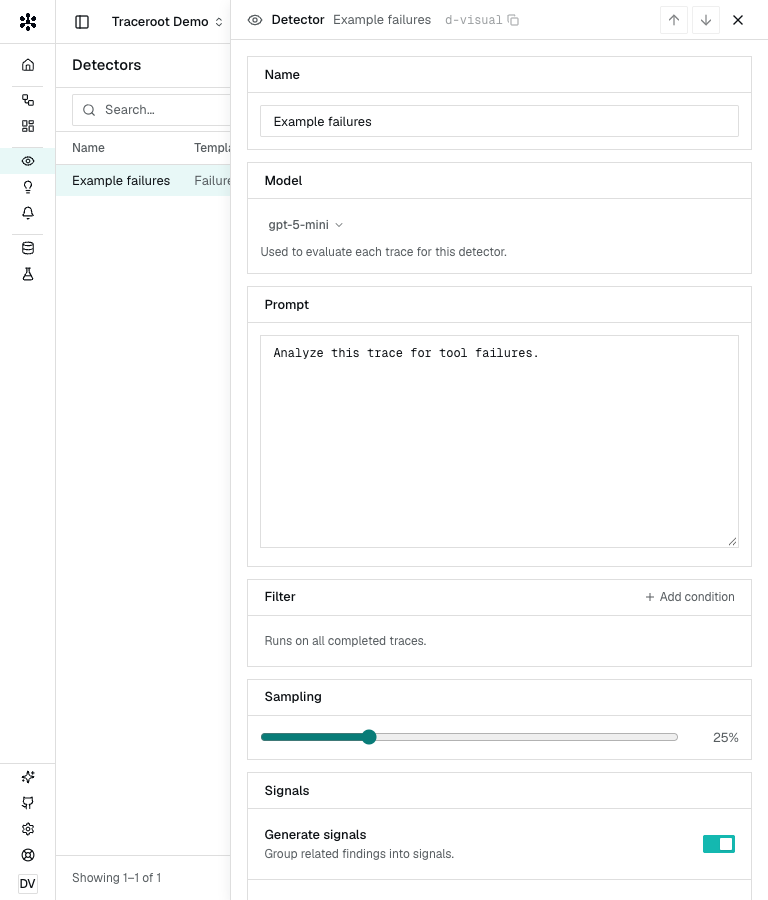 Traceroot Demo
Detector Example failures d-visual
Detectors
Search...
Name
Example failures Failure
Name
Example failures
Model
gpt-5-mini
Used to evaluate each trace for this detector.
Prompt
Analyze this trace for tool failures.
Filter
Add condition
Runs on all completed traces.
Sampling
25%
Signals
Generate signals
Group related findings into signals.
DV
Showing 1–1 of 1